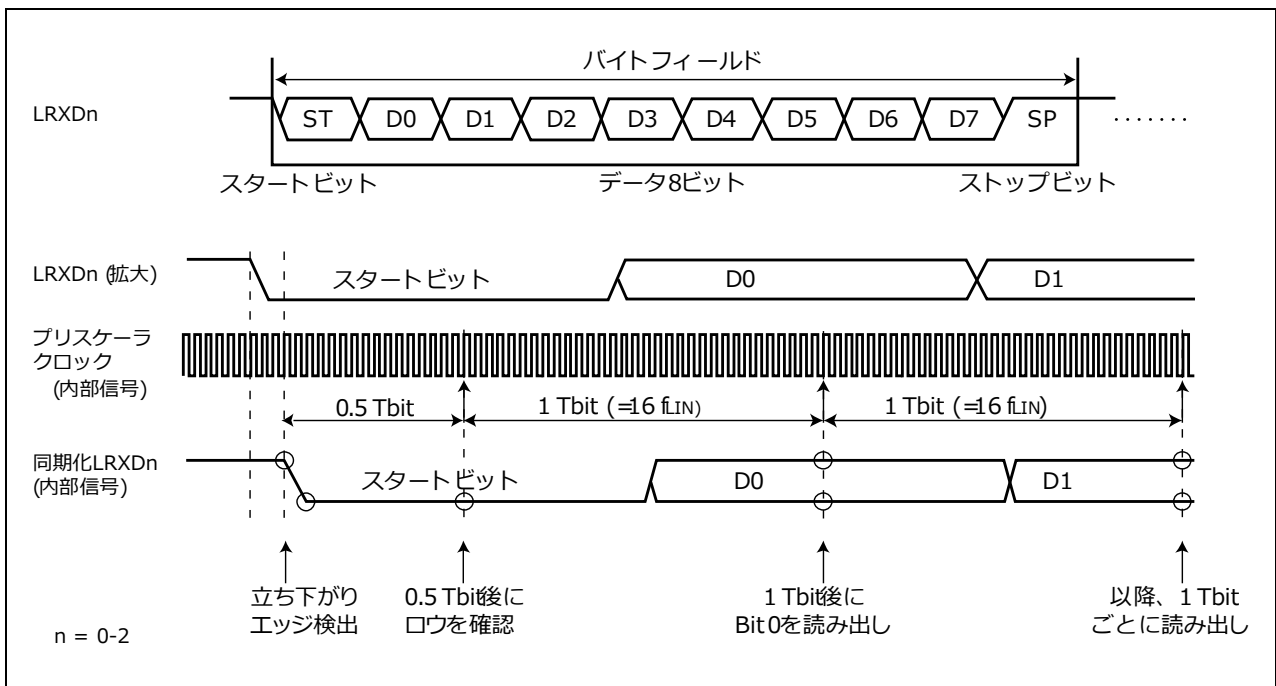 バイトフィールド
LRXDn
ST D0 D1 D2 D3 D4 D5 D6 D7 SP ・・・・・・・
スタートビット データ8ビット ストップビット
LRXDn (拡大)
スタートビット D0 D1
プリスケーラ
クロック
(内部信号)
0.5 Tbit 1 Tbit (=16 fLIN) 1 Tbit (=16 fLIN)
同期化LRXDn
(内部信号)
スタートビット D0 D1
立ち下がり
エッジ検出
0.5 Tbit後に
ロウを確認
1 Tbit後に
Bit0を読み出し
以降、1 Tbit
ごとに読み出し
n = 0-2